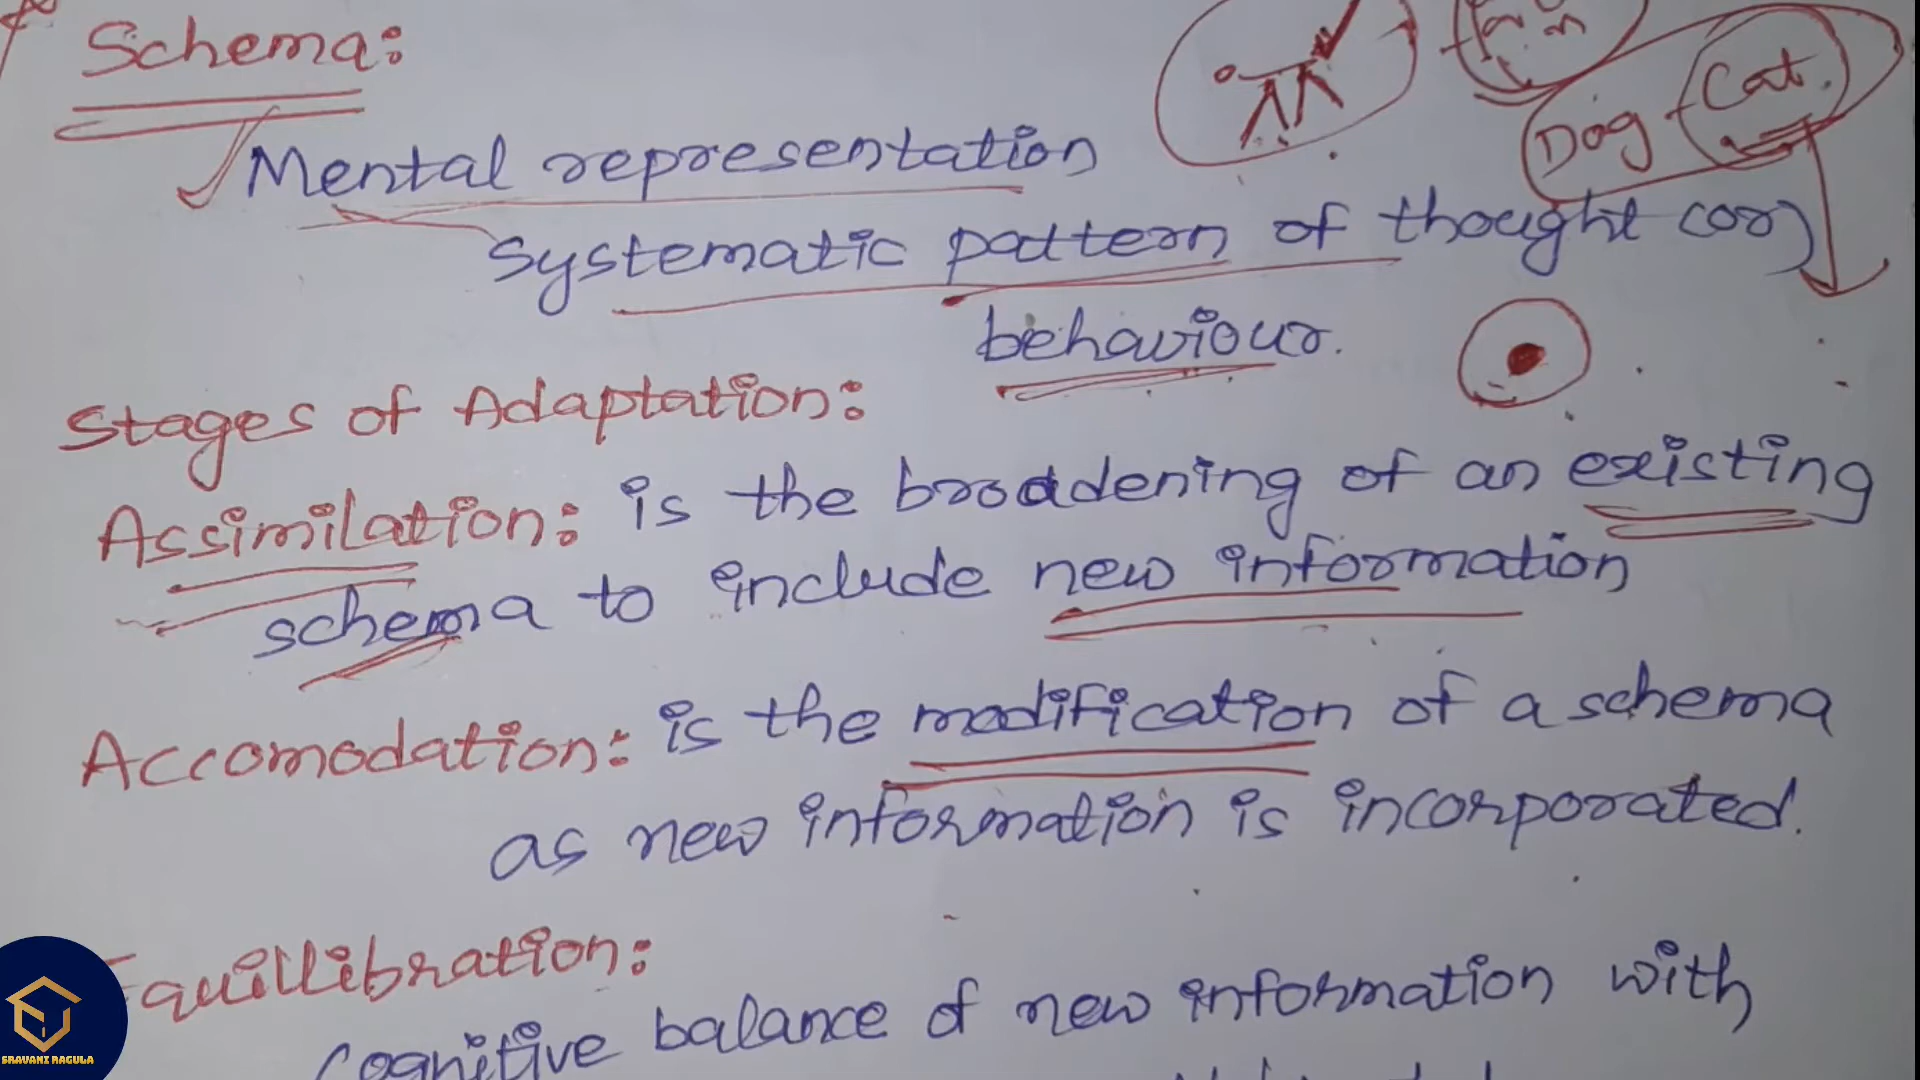 Schema:
Dog Cat.
Mental representation
systematic pattern of thought (or)
behaviour.
Stages of Adaptation:
Assimilation: is the broadening of an existing
schema to include new information
Accomodation: is the modification of a schema
as new information is incorporated.
Equillibration:
Cognitive balance of new information with
SRAVANI RAGULA